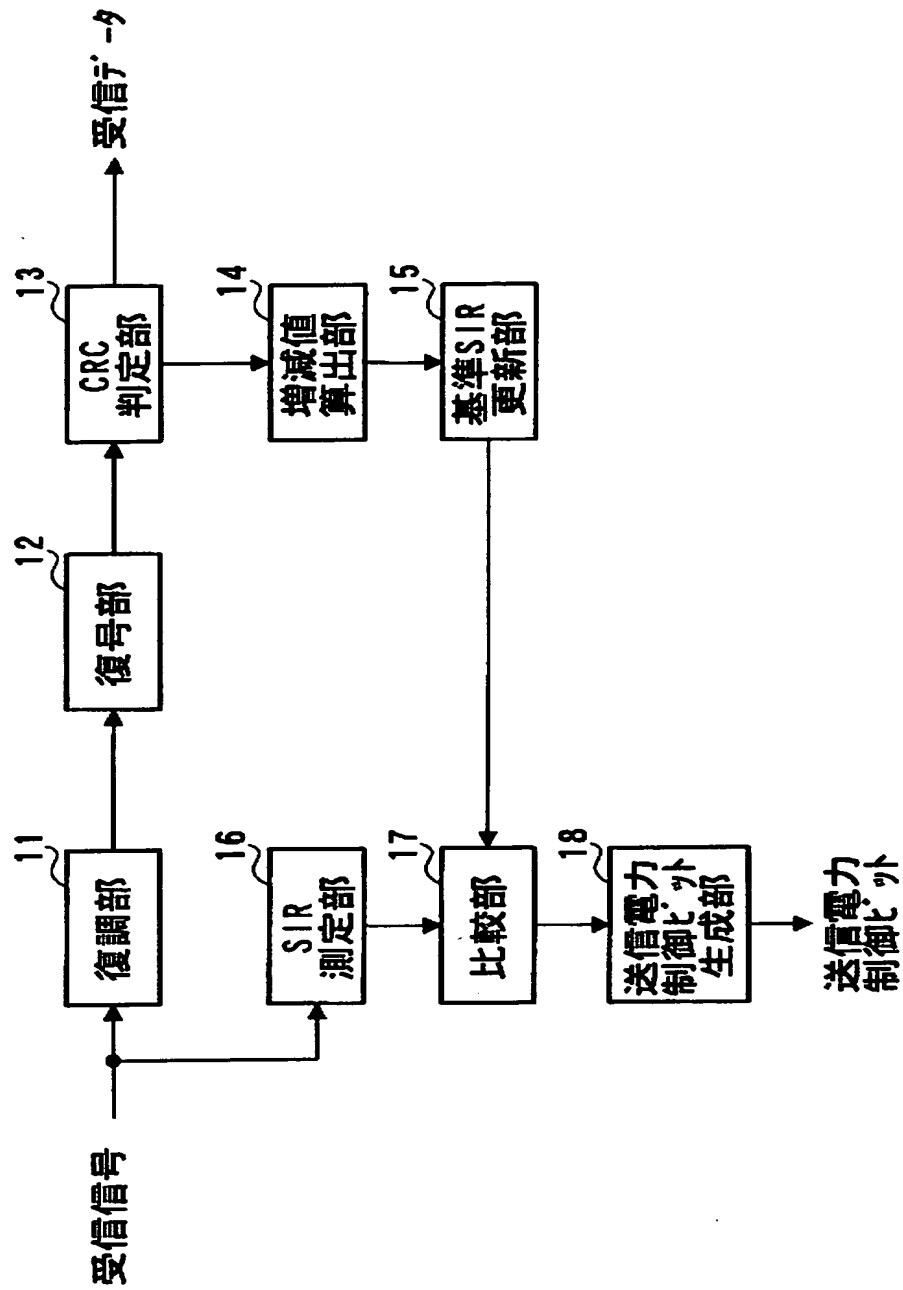 受信信号
11
復調部
12
復号部
13
CRC
判定部
受信ﾃﾞｰﾀ
14
増減値
算出部
15
基準SIR
更新部
16
SIR
測定部
17
比較部
18
送信電力
制御ﾋﾞｯﾄ
生成部
送信電力
制御ﾋﾞｯﾄ